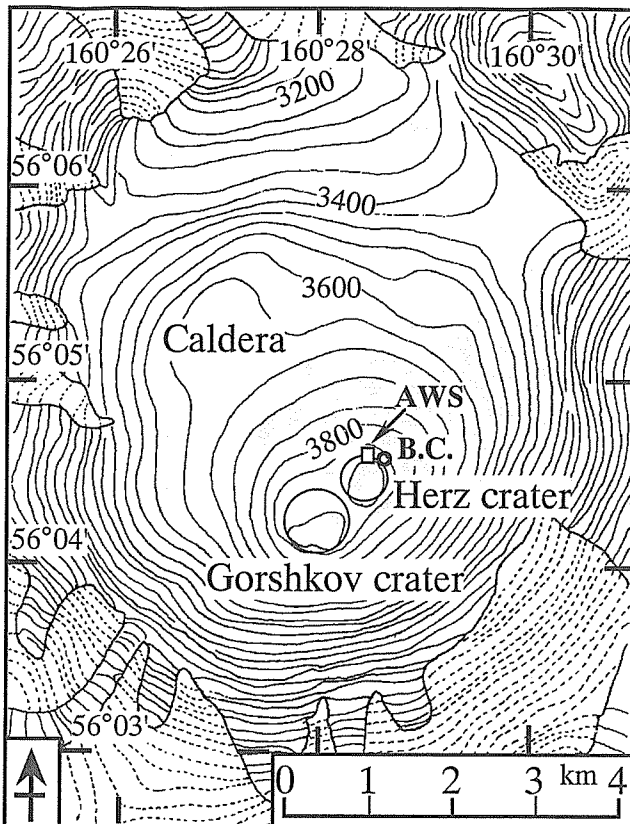 160°26' 160°28' 160°30'
3200
56°06'
3400
3600
Caldera
56°05'
AWS
3800
B.C.
Herz crater
56°04'
Gorshkov crater
56°03'
0 1 2 3 km 4